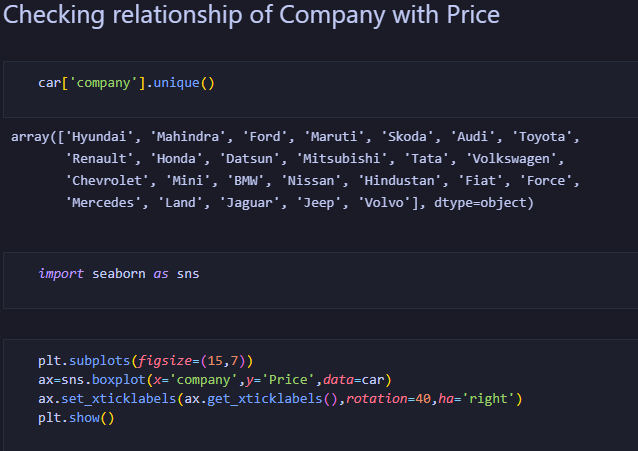 Checking relationship of Company with Price
car['company'].unique()
array(['Hyundai', 'Mahindra', 'Ford', 'Maruti', 'Skoda', 'Audi', 'Toyota',
'Renault', 'Honda', 'Datsun', 'Mitsubishi', 'Tata', 'Volkswagen',
'Chevrolet', 'Mini', 'BMW', 'Nissan', 'Hindustan', 'Fiat', 'Force',
'Mercedes', 'Land', 'Jaguar', 'Jeep', 'Volvo'], dtype=object)
import seaborn as sns
plt.subplots(figsize=(15,7))
ax=sns.boxplot(x='company',y='Price',data=car)
ax.set_xticklabels(ax.get_xticklabels(),rotation=40,ha='right')
plt.show()